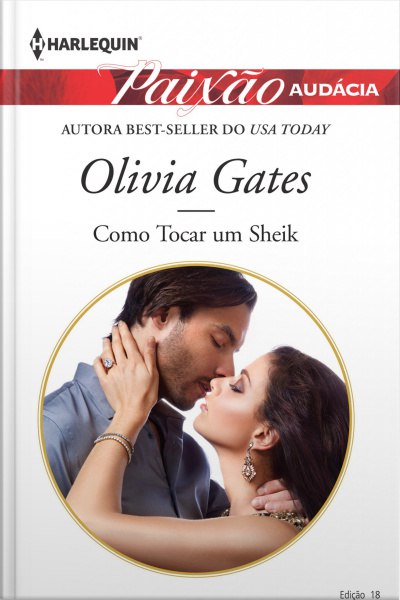 HARLEQUIN®
Paixão AUDÁCIA
AUTORA BEST-SELLER DO USA TODAY
Olivia Gates
Como Tocar um Sheik
Edição 18